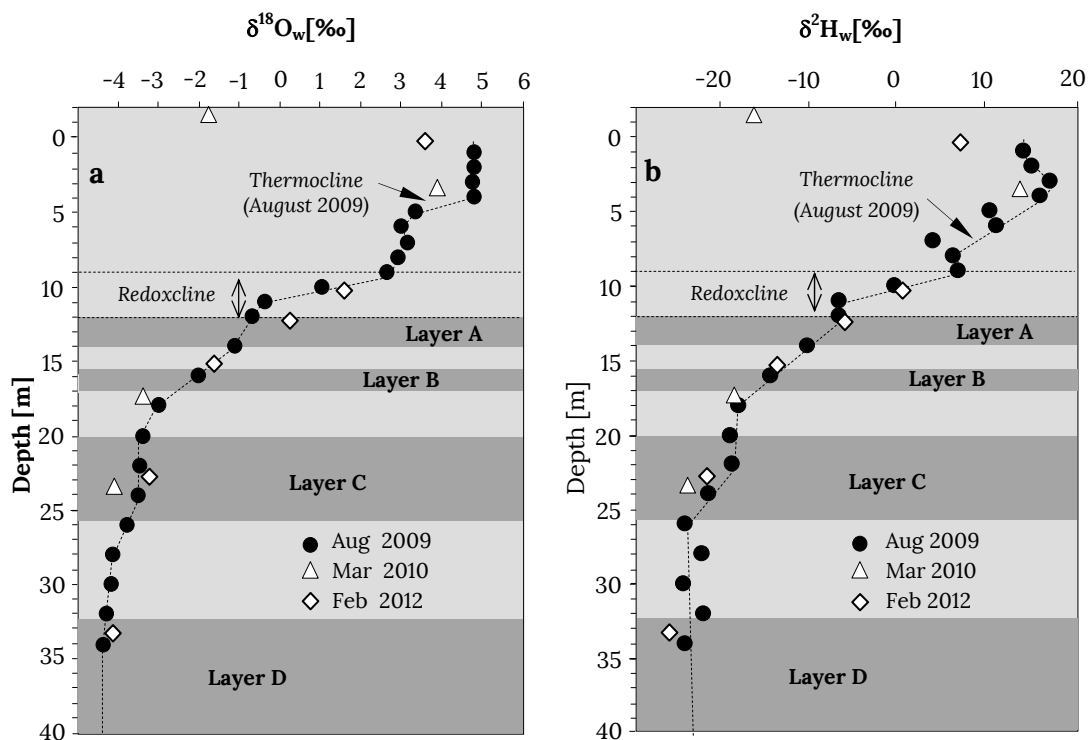 δ¹⁸Ow[‰]
-4 -3 -2 -1 0 1 2 3 4 5 6
0
5
10
15
20
25
30
35
40
Depth [m]
a
Thermocline
(August 2009)
Redoxcline
Layer A
Layer B
Layer C
Aug 2009
Mar 2010
Feb 2012
Layer D
δ²Hw[‰]
-20 -10 0 10 20
0
5
10
15
20
25
30
35
40
Depth [m]
b
Thermocline
(August 2009)
Redoxcline
Layer A
Layer B
Layer C
Aug 2009
Mar 2010
Feb 2012
Layer D